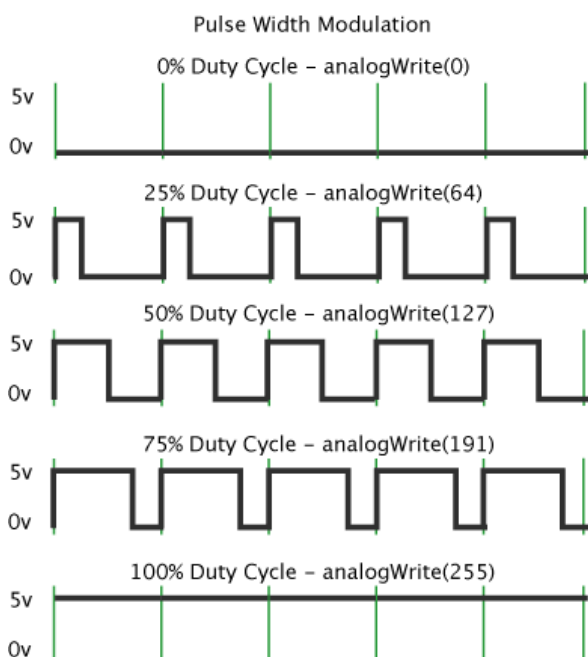 Pulse Width Modulation
0% Duty Cycle – analogWrite(0)
5v
0v
25% Duty Cycle – analogWrite(64)
5v
0v
50% Duty Cycle – analogWrite(127)
5v
0v
75% Duty Cycle – analogWrite(191)
5v
0v
100% Duty Cycle – analogWrite(255)
5v
0v